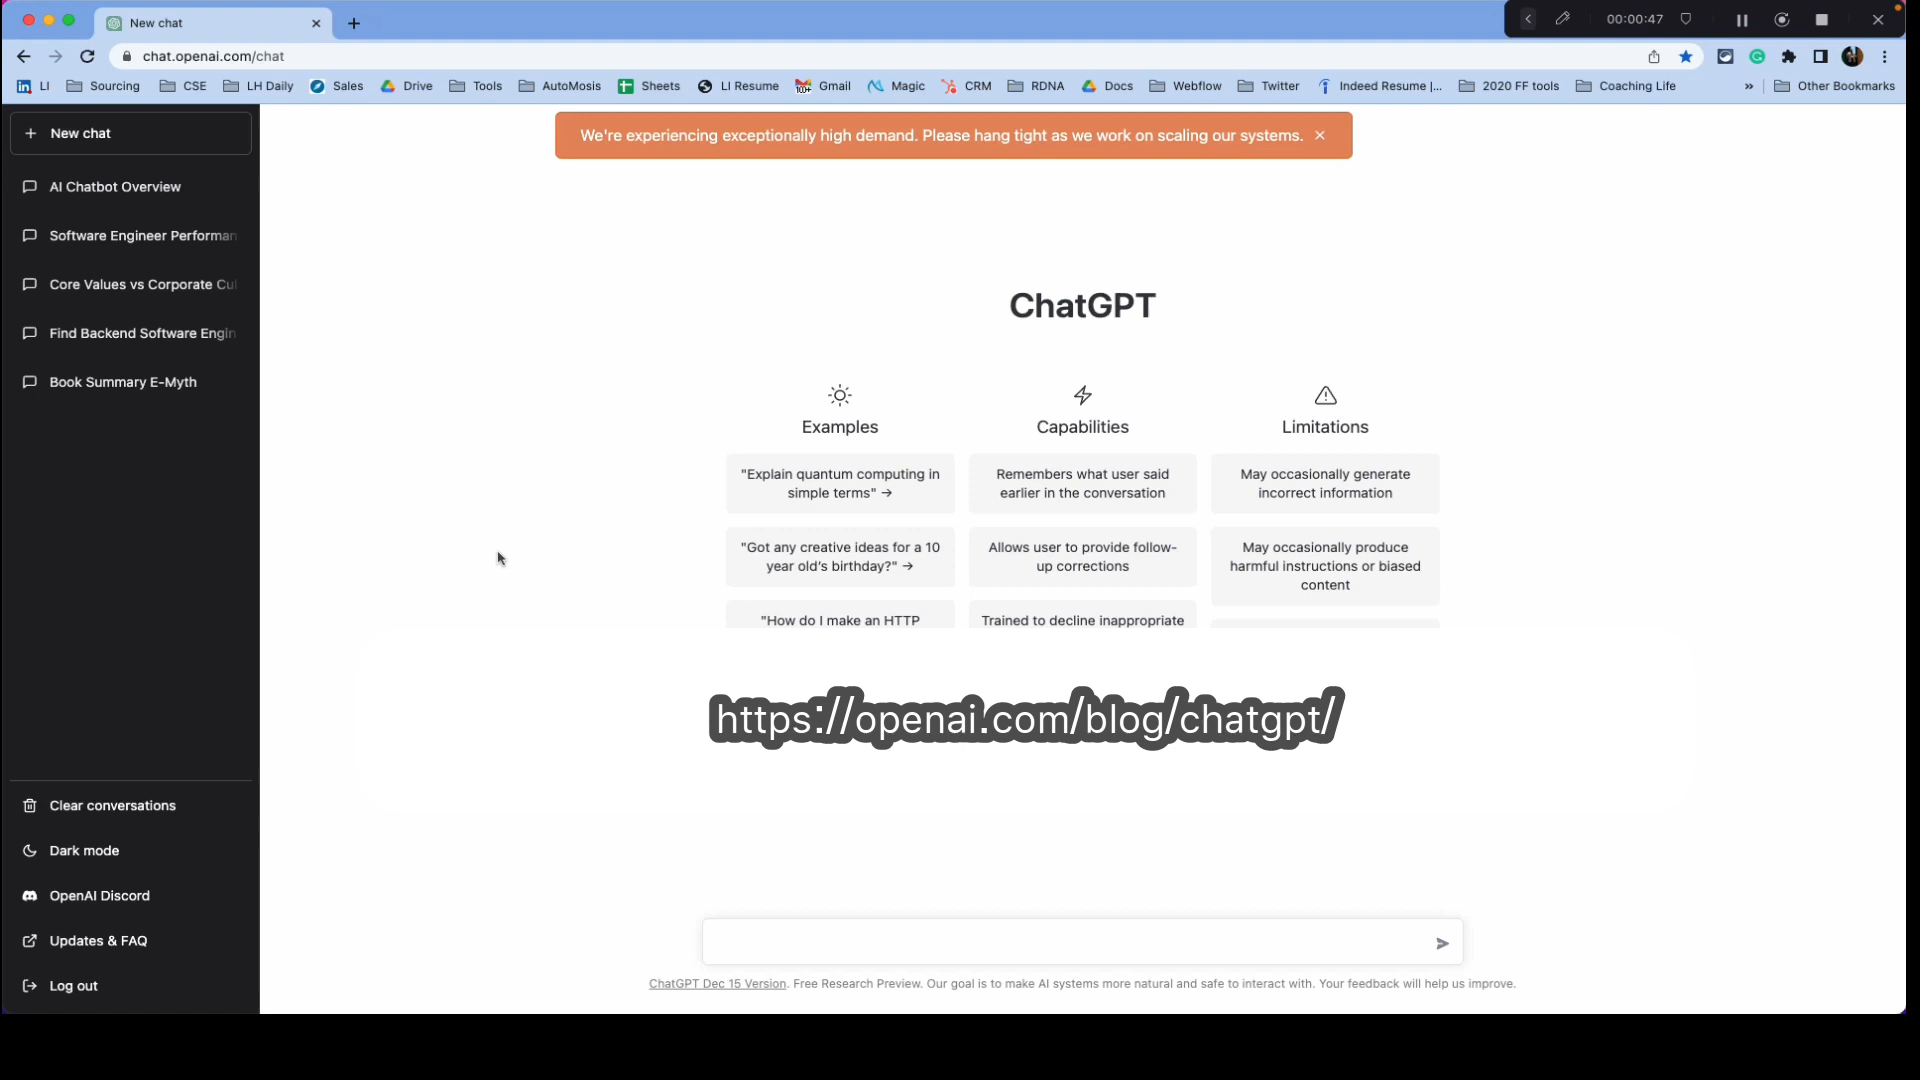 New chat
00:00:47
chat.openai.com/chat
LI
Sourcing
CSE
LH Daily
Sales
Drive
Tools
AutoMosis
Sheets
LI Resume
Gmail
Magic
CRM
RDNA
Docs
Webflow
Twitter
Indeed Resume |...
2020 FF tools
Coaching Life
»
Other Bookmarks
+ New chat
We're experiencing exceptionally high demand. Please hang tight as we work on scaling our systems.
AI Chatbot Overview
Software Engineer Performan
Core Values vs Corporate Cul
Find Backend Software Engin
Book Summary E-Myth
ChatGPT
Examples
"Explain quantum computing in
simple terms" →
"Got any creative ideas for a 10
year old's birthday?" →
"How do I make an HTTP
Capabilities
Remembers what user said
earlier in the conversation
Allows user to provide follow-
up corrections
Trained to decline inappropriate
Limitations
May occasionally generate
incorrect information
May occasionally produce
harmful instructions or biased
content
https://openai.com/blog/chatgpt/
Clear conversations
Dark mode
OpenAI Discord
Updates & FAQ
Log out
ChatGPT Dec 15 Version. Free Research Preview. Our goal is to make AI systems more natural and safe to interact with. Your feedback will help us improve.